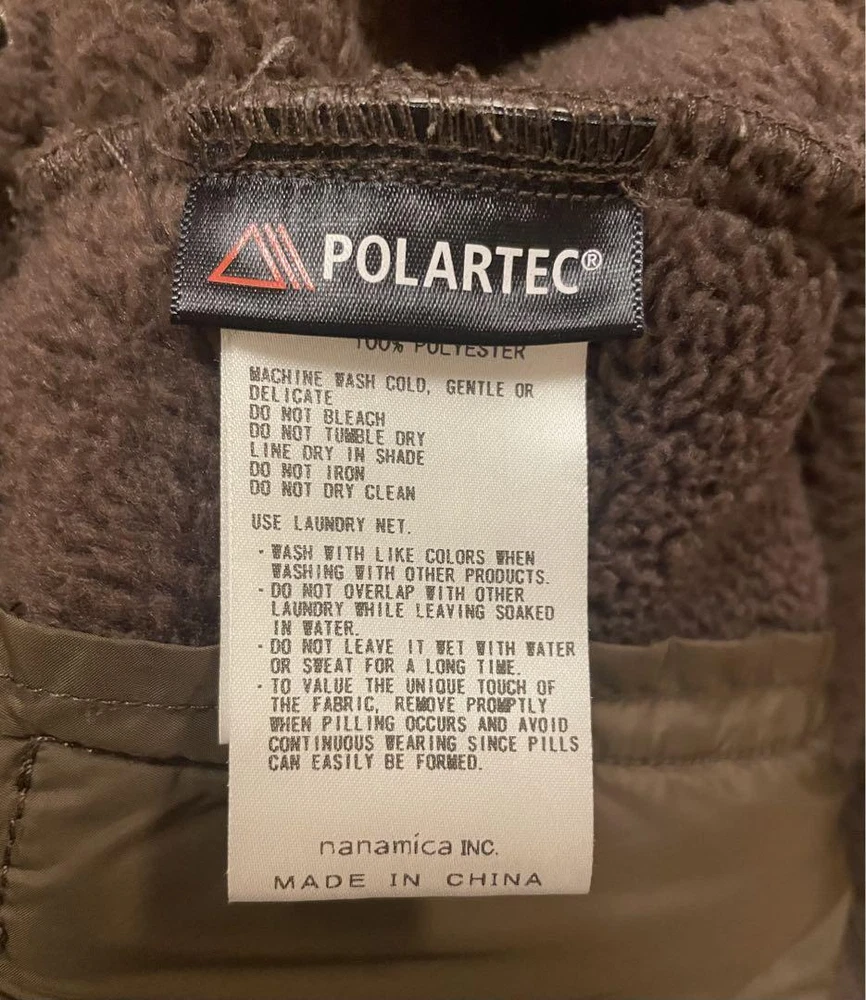 POLARTEC®
100% POLYESTER
MACHINE WASH COLD, GENTLE OR
DELICATE
DO NOT BLEACH
DO NOT TUMBLE DRY
LINE DRY IN SHADE
DO NOT IRON
DO NOT DRY CLEAN
USE LAUNDRY NET.
· WASH WITH LIKE COLORS WHEN
WASHING WITH OTHER PRODUCTS.
· DO NOT OVERLAP WITH OTHER
LAUNDRY WHILE LEAVING SOAKED
IN WATER.
· DO NOT LEAVE IT WET WITH WATER
OR SWEAT FOR A LONG TIME.
· TO VALUE THE UNIQUE TOUCH OF
THE FABRIC, REMOVE PROMPTLY
WHEN PILLING OCCURS AND AVOID
CONTINUOUS WEARING SINCE PILLS
CAN EASILY BE FORMED.
nanamica INC.
MADE IN CHINA